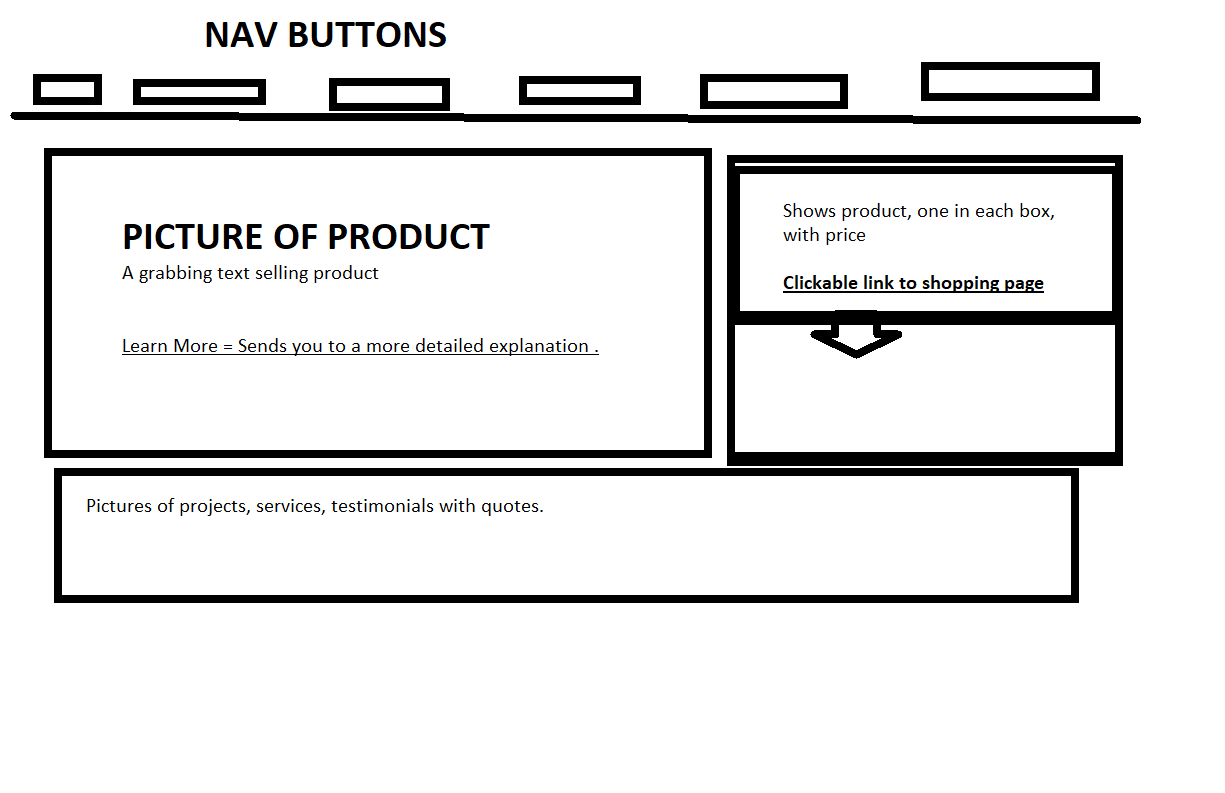 NAV BUTTONS
PICTURE OF PRODUCT
A grabbing text selling product
Learn More = Sends you to a more detailed explanation .
Shows product, one in each box,
with price
Clickable link to shopping page
Pictures of projects, services, testimonials with quotes.